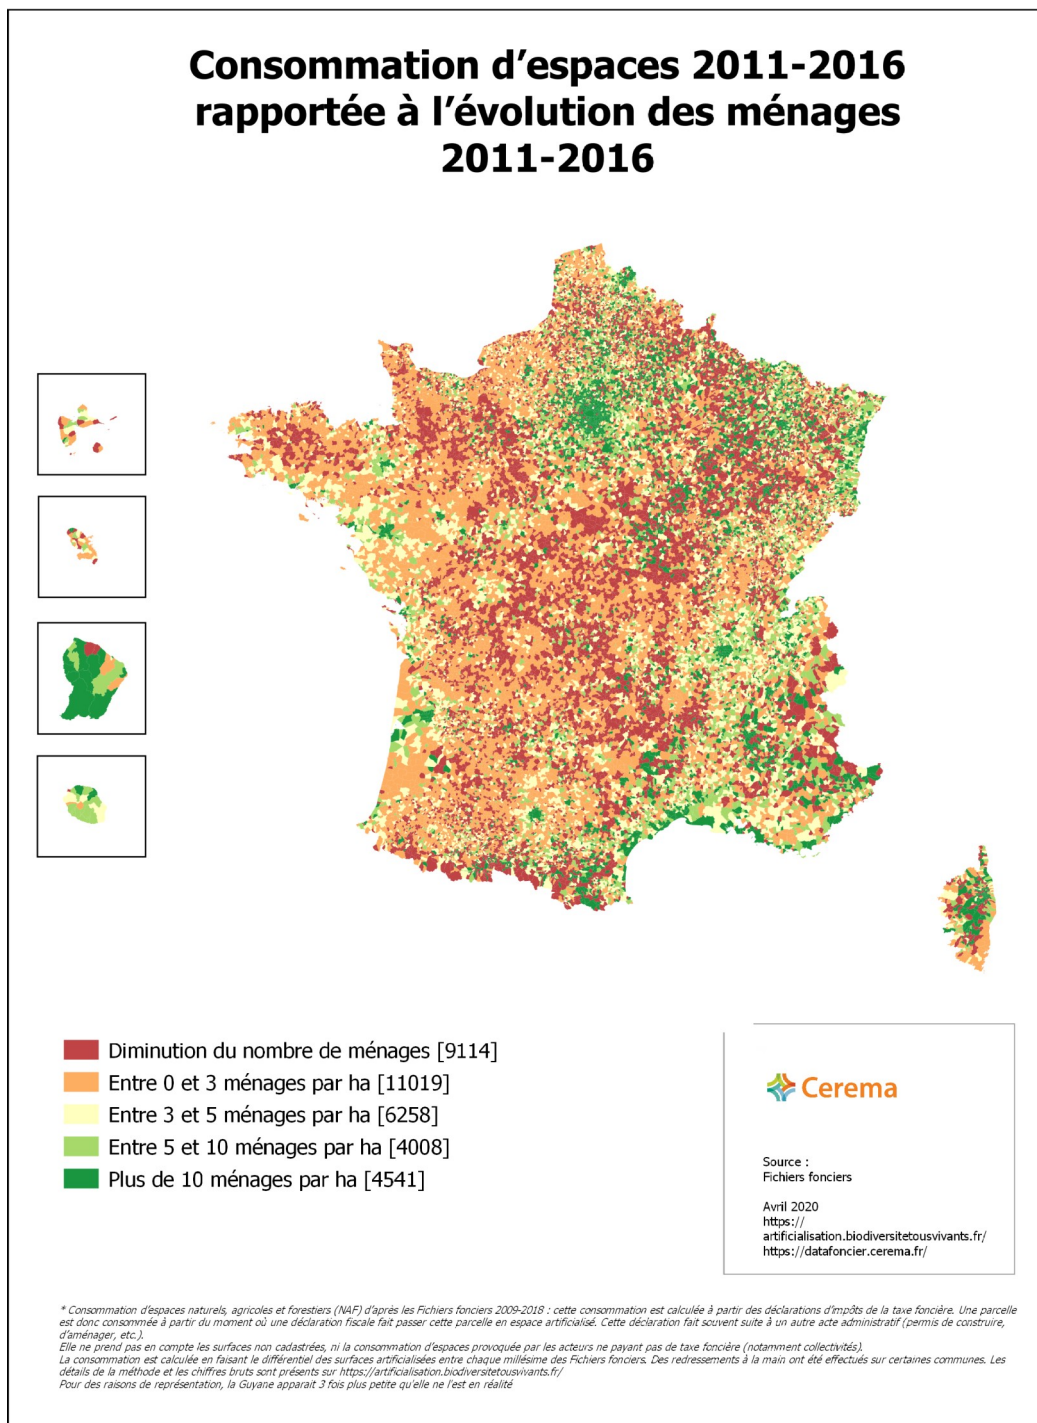 Consommation d'espaces 2011-2016
rapportée à l'évolution des ménages
2011-2016
Diminution du nombre de ménages [9114]
Entre 0 et 3 ménages par ha [11019]
Entre 3 et 5 ménages par ha [6258]
Entre 5 et 10 ménages par ha [4008]
Plus de 10 ménages par ha [4541]
Cerema
Source :
Fichiers fonciers
Avril 2020
https://
artificialisation.biodiversitetousvivants.fr/
https://datafoncier.cerema.fr/
* Consommation d'espaces naturels, agricoles et forestiers (NAF) d'après les Fichiers fonciers 2009-2018 : cette consommation est calculée à partir des déclarations d'impôts de la taxe foncière. Une parcelle
est donc consommée à partir du moment où une déclaration fiscale fait passer cette parcelle en espace artificialisé. Cette déclaration fait souvent suite à un autre acte administratif (permis de construire,
d'aménager, etc.).
Elle ne prend pas en compte les surfaces non cadastrées, ni la consommation d'espaces provoquée par les acteurs ne payant pas de taxe foncière (notamment collectivités).
La consommation est calculée en faisant le différentiel des surfaces artificialisées entre chaque millésime des Fichiers fonciers. Des redressements à la main ont été effectués sur certaines communes. Les
détails de la méthode et les chiffres bruts sont présents sur https://artificialisation.biodiversitetousvivants.fr/
Pour des raisons de représentation, la Guyane apparait 3 fois plus petite qu'elle ne l'est en réalité